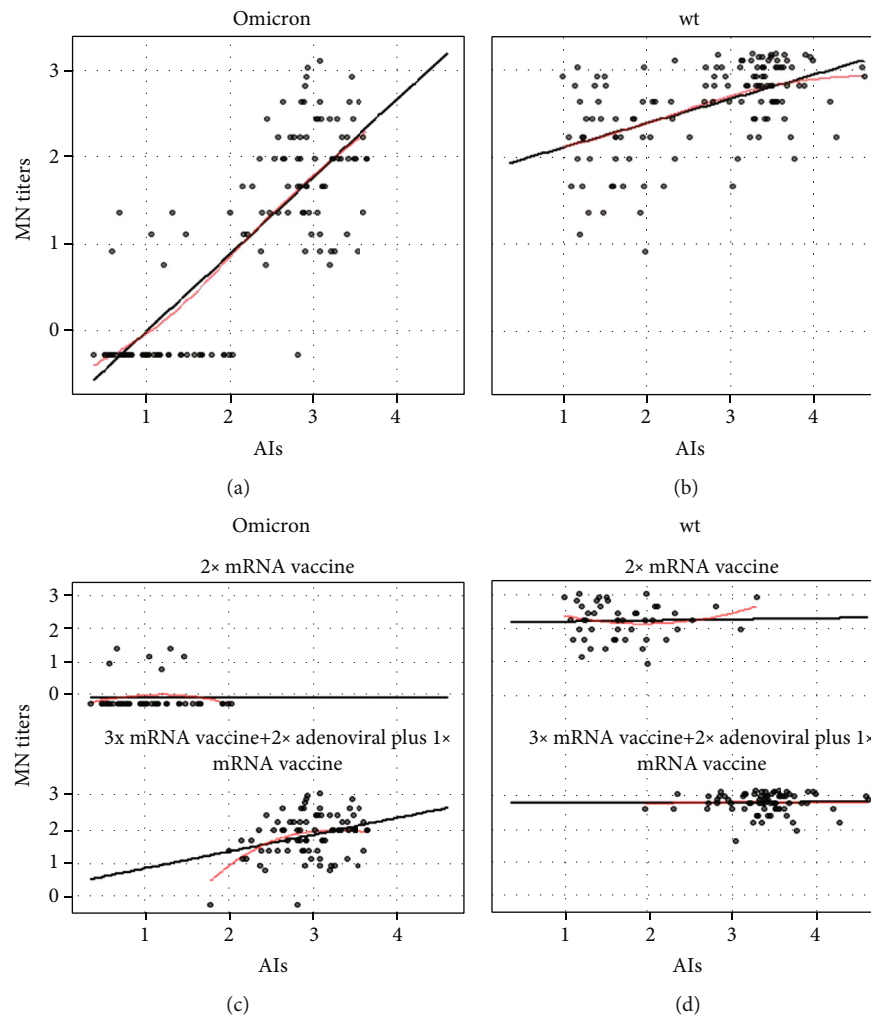 Omicron
wt
MN titers
3
2
1
0
1 2 3 4
1 2 3 4
AIs
AIs
(a)
(b)
Omicron
wt
2× mRNA vaccine
2× mRNA vaccine
MN titers
3
2
1
0
3x mRNA vaccine+2× adenoviral plus 1×
mRNA vaccine
3× mRNA vaccine+2× adenoviral plus 1×
mRNA vaccine
3
2
1
0
1 2 3 4
1 2 3 4
AIs
AIs
(c)
(d)